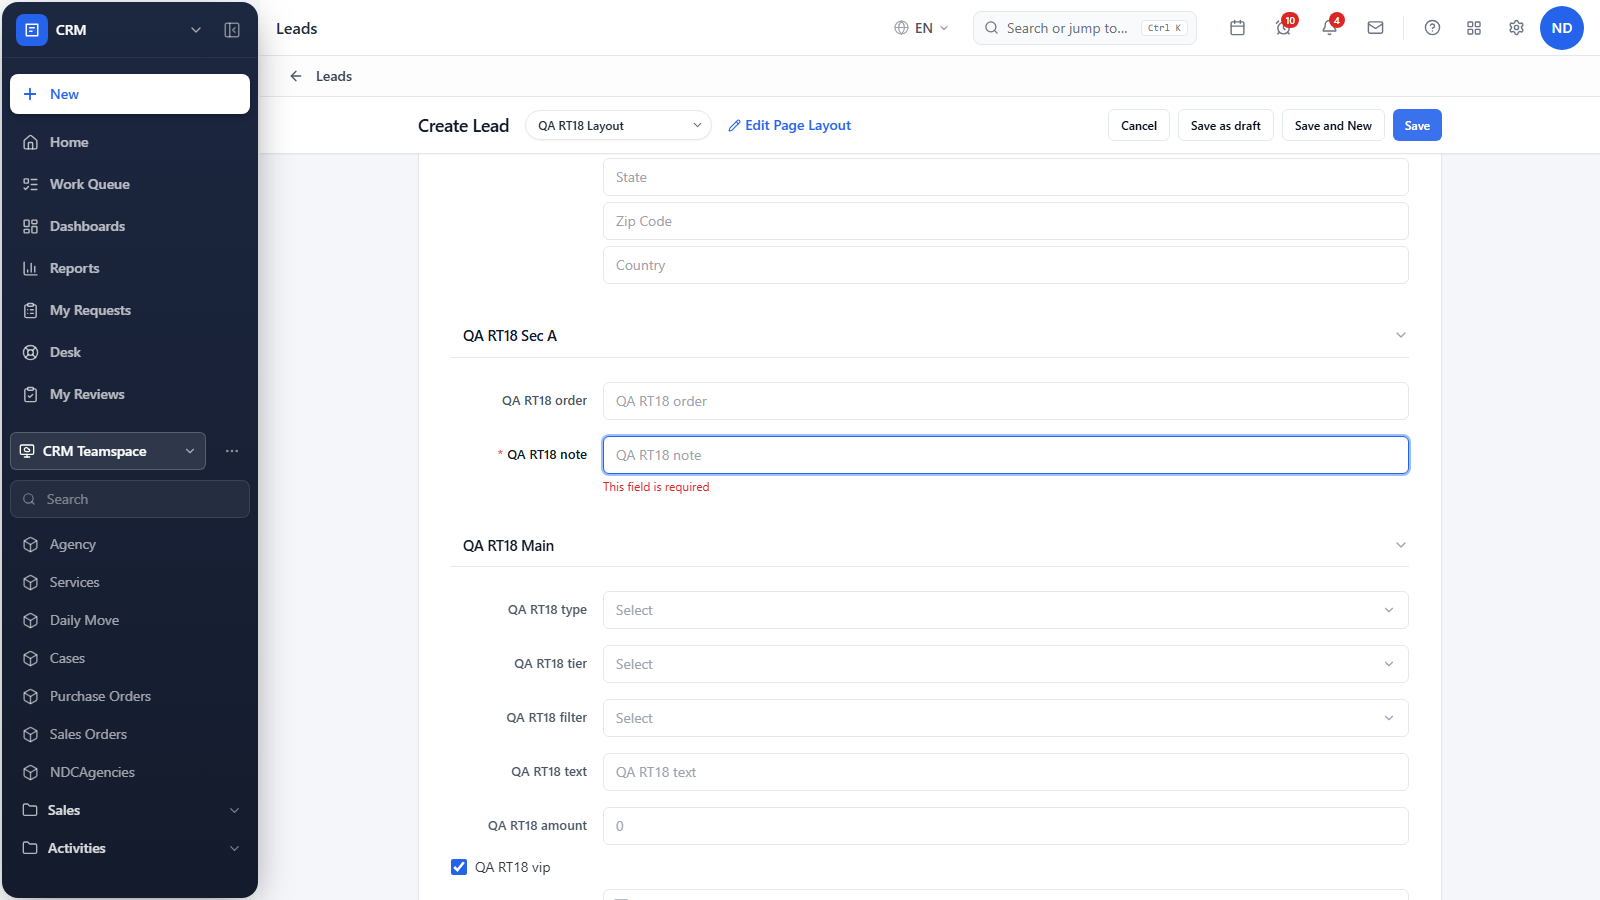 CRM
Leads
EN
Search or jump to...
Ctrl K
10
4
ND
Leads
New
Create Lead
QA RT18 Layout
Edit Page Layout
Cancel
Save as draft
Save and New
Save
Home
Work Queue
Dashboards
Reports
My Requests
Desk
My Reviews
CRM Teamspace
Search
Agency
Services
Daily Move
Cases
Purchase Orders
Sales Orders
NDCAgencies
Sales
Activities
State
Zip Code
Country
QA RT18 Sec A
QA RT18 order
QA RT18 order
* QA RT18 note
QA RT18 note
This field is required
QA RT18 Main
QA RT18 type
Select
QA RT18 tier
Select
QA RT18 filter
Select
QA RT18 text
QA RT18 text
QA RT18 amount
0
QA RT18 vip